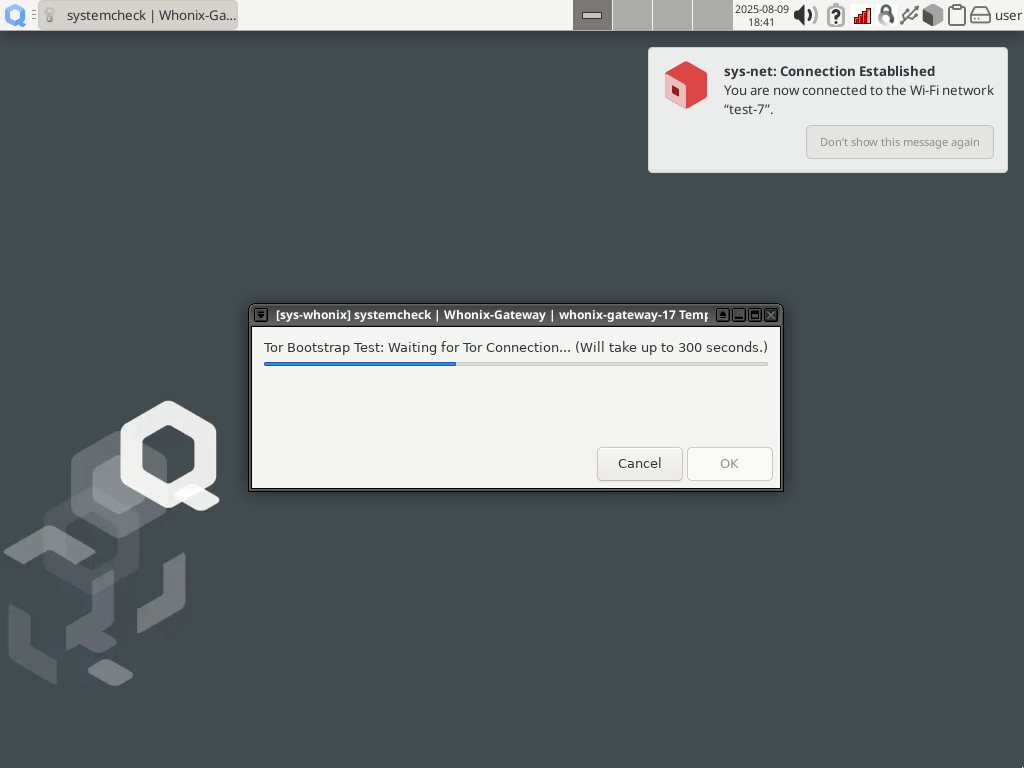 systemcheck | Whonix-Ga...
2025-08-09
18:41
user
sys-net: Connection Established
You are now connected to the Wi-Fi network
“test-7”.
Don't show this message again
[sys-whonix] systemcheck | Whonix-Gateway | whonix-gateway-17 Temp
Tor Bootstrap Test: Waiting for Tor Connection... (Will take up to 300 seconds.)
Cancel
OK